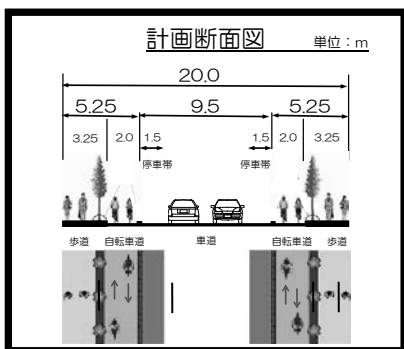 計画断面図 単位：m
20.0
5.25 9.5 5.25
3.25 2.0 1.5 1.5 2.0 3.25
停車帯 停車帯
歩道 自転車道 車道 自転車道 歩道